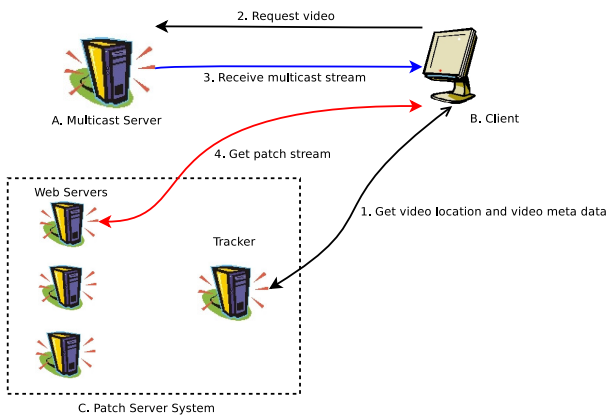 2. Request video
3. Receive multicast stream
A. Multicast Server
B. Client
4. Get patch stream
Web Servers
1. Get video location and video meta data
Tracker
C. Patch Server System